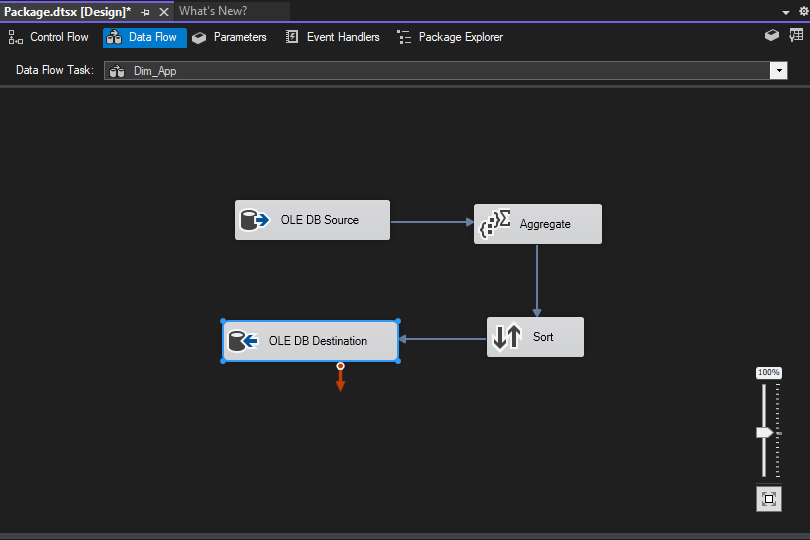 Package.dtsx [Design]* What's New?
Control Flow Data Flow Parameters Event Handlers Package Explorer
Data Flow Task: Dim_App
OLE DB Source
Aggregate
OLE DB Destination
Sort
100%